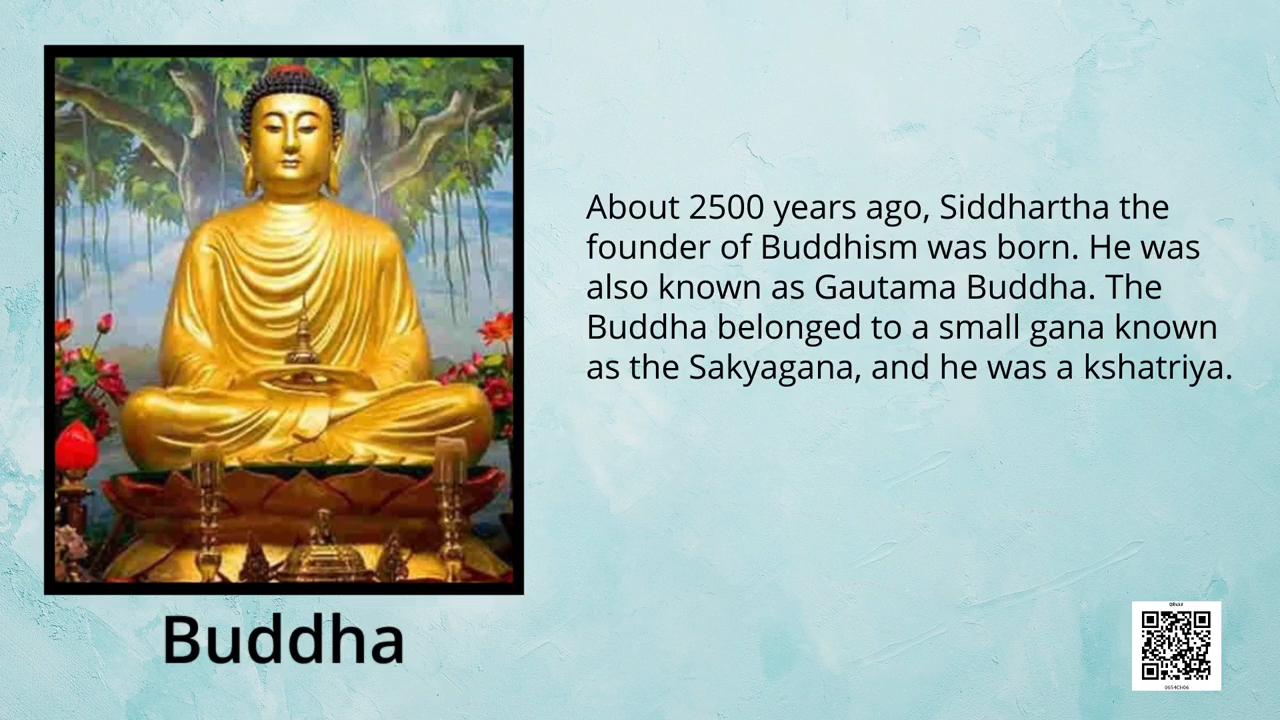 About 2500 years ago, Siddhartha the
founder of Buddhism was born. He was
also known as Gautama Buddha. The
Buddha belonged to a small gana known
as the Sakyagana, and he was a kshatriya.
Buddha
0654CH06